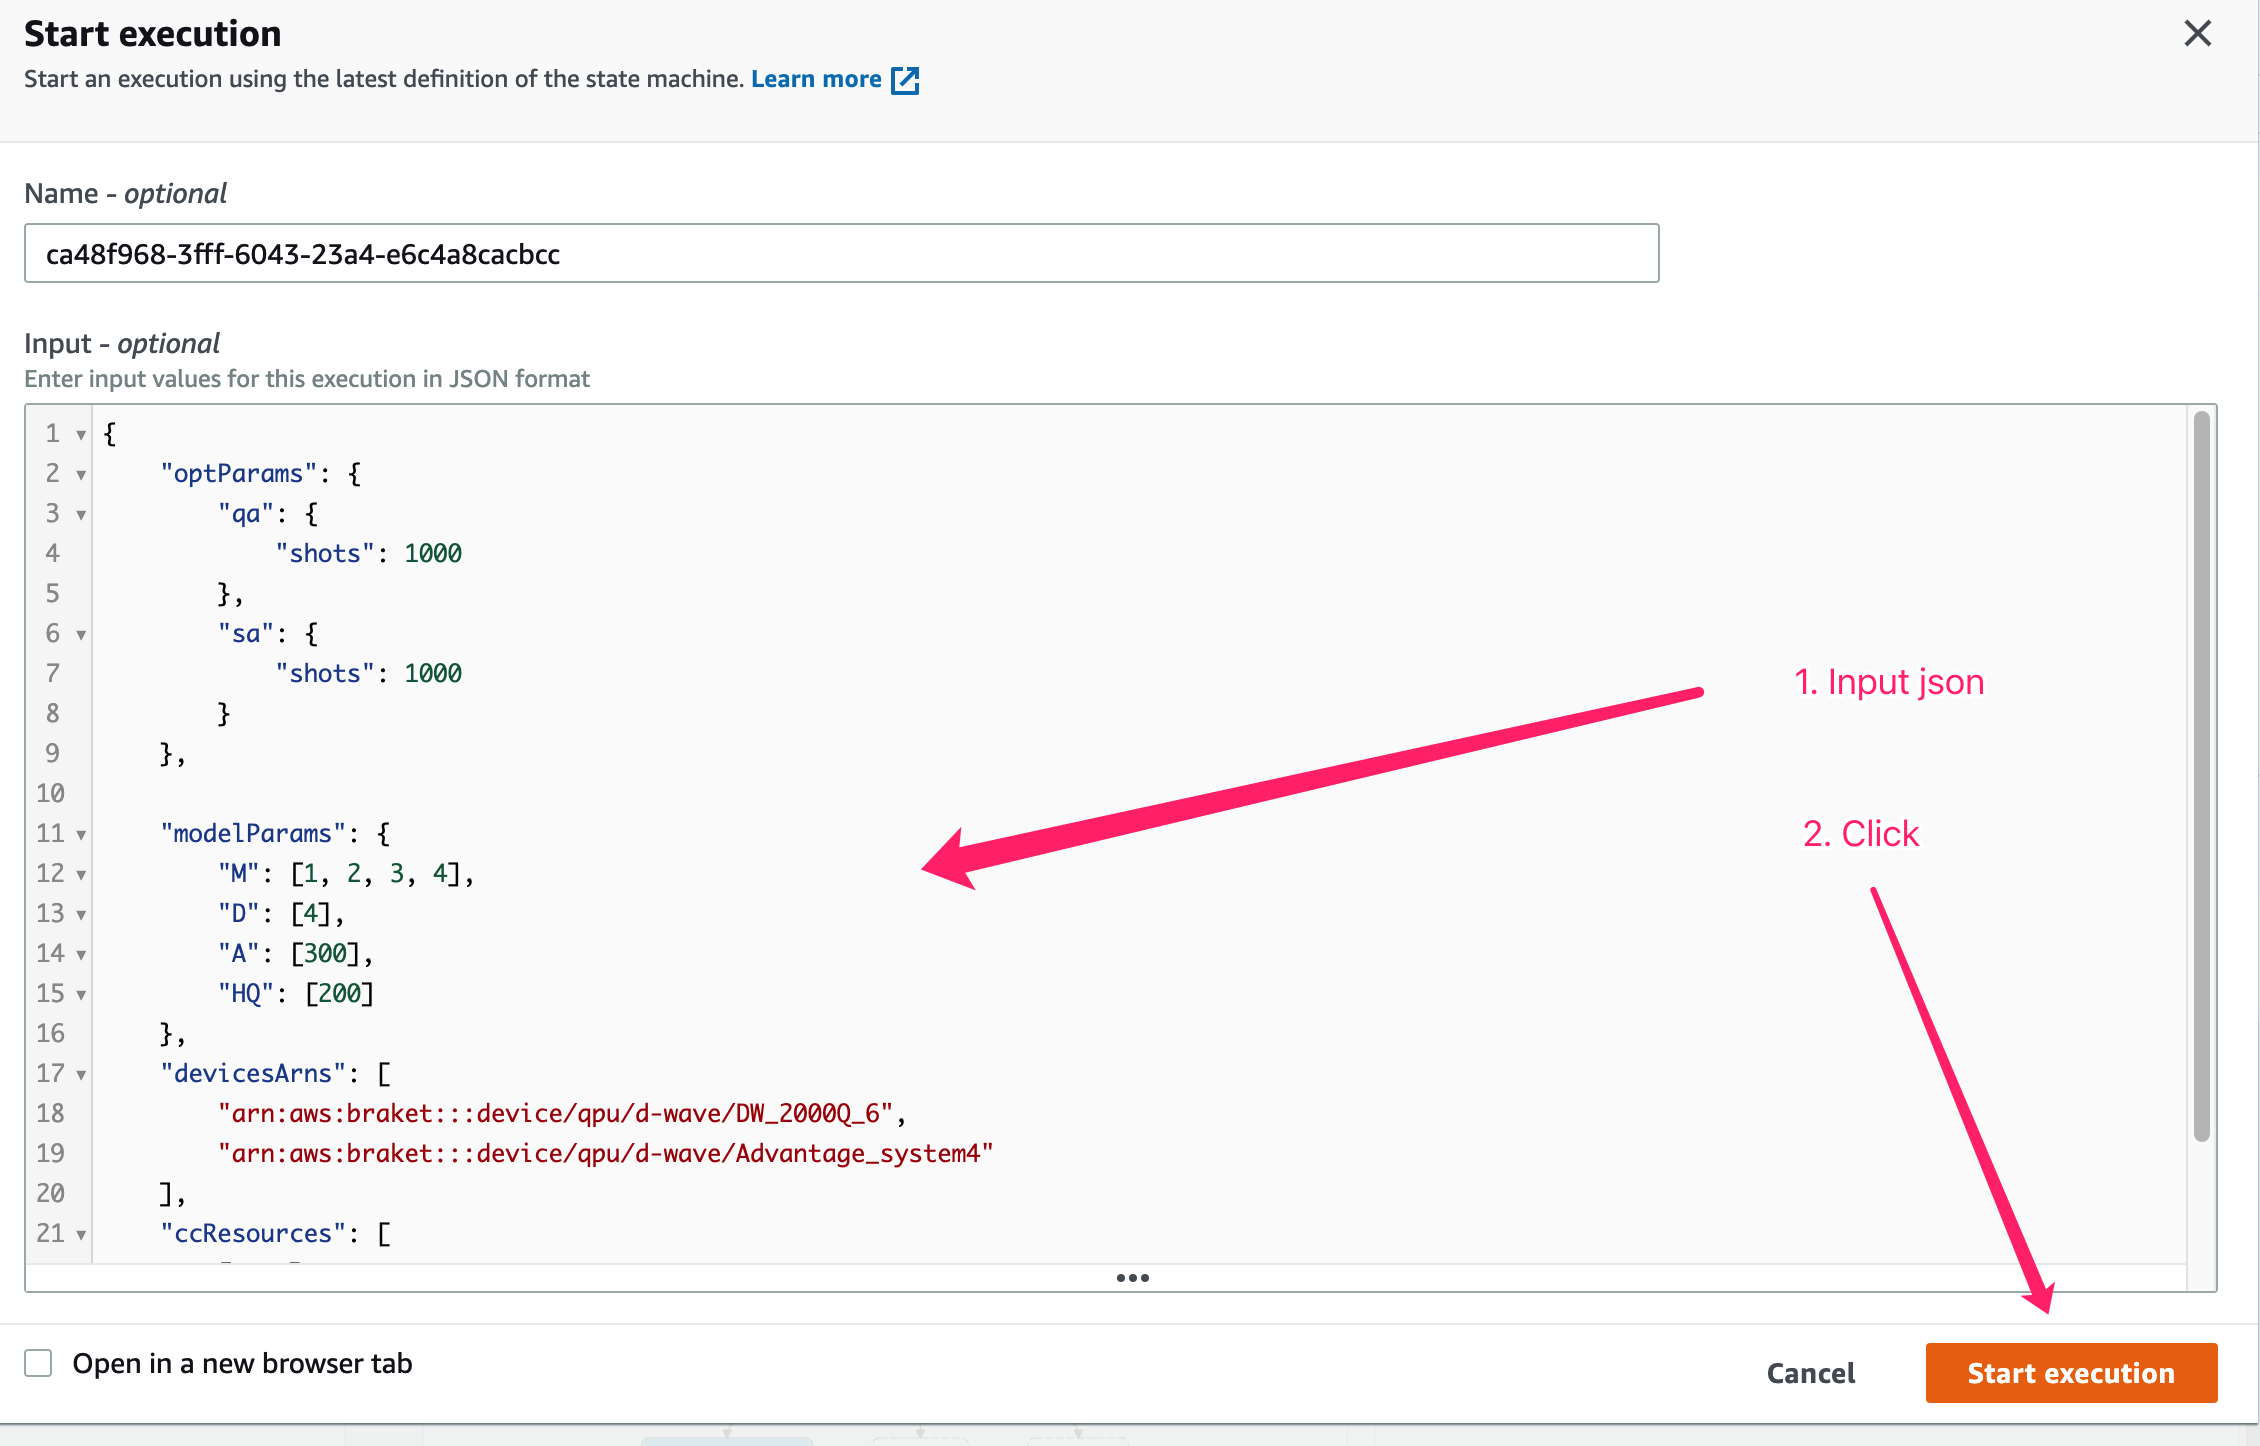 Start execution
Start an execution using the latest definition of the state machine. Learn more
Name - optional
ca48f968-3fff-6043-23a4-e6c4a8cacbcc
Input - optional
Enter input values for this execution in JSON format
1 {
2 "optParams": {
3 "qa": {
4 "shots": 1000
5 },
6 "sa": {
7 "shots": 1000
8 }
9 },
10
11 "modelParams": {
12 "M": [1, 2, 3, 4],
13 "D": [4],
14 "A": [300],
15 "HQ": [200]
16 },
17 "devicesArns": [
18 "arn:aws:braket:::device/qpu/d-wave/DW_2000Q_6",
19 "arn:aws:braket:::device/qpu/d-wave/Advantage_system4"
20 ],
21 "ccResources": [
1. Input json
2. Click
Open in a new browser tab
Cancel
Start execution